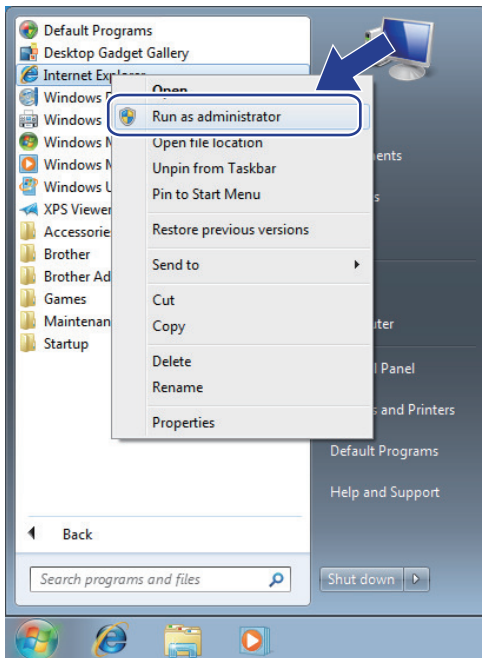 Default Programs
Desktop Gadget Gallery
Internet Explorer
Windows
Windows
Windows
Windows
Windows
XPS Viewer
Accessorie
Brother
Brother Ad
Games
Maintenan
Startup
Back
Search programs and files
Open
Run as administrator
Open file location
Unpin from Taskbar
Pin to Start Menu
Restore previous versions
Send to
Cut
Copy
Delete
Rename
Properties
ents
s
uter
l Panel
s and Printers
Default Programs
Help and Support
Shut down